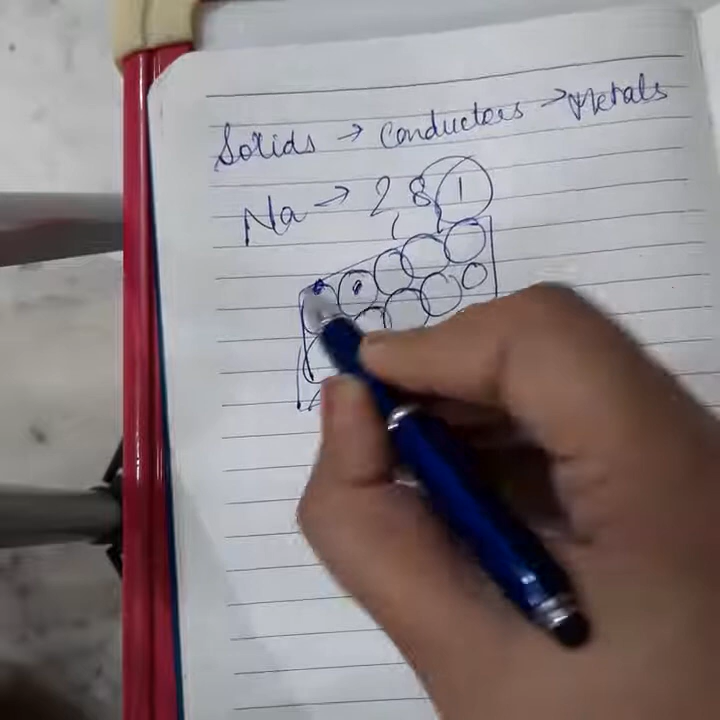 Solids → Conductors → Metals
Na → 2 8 1